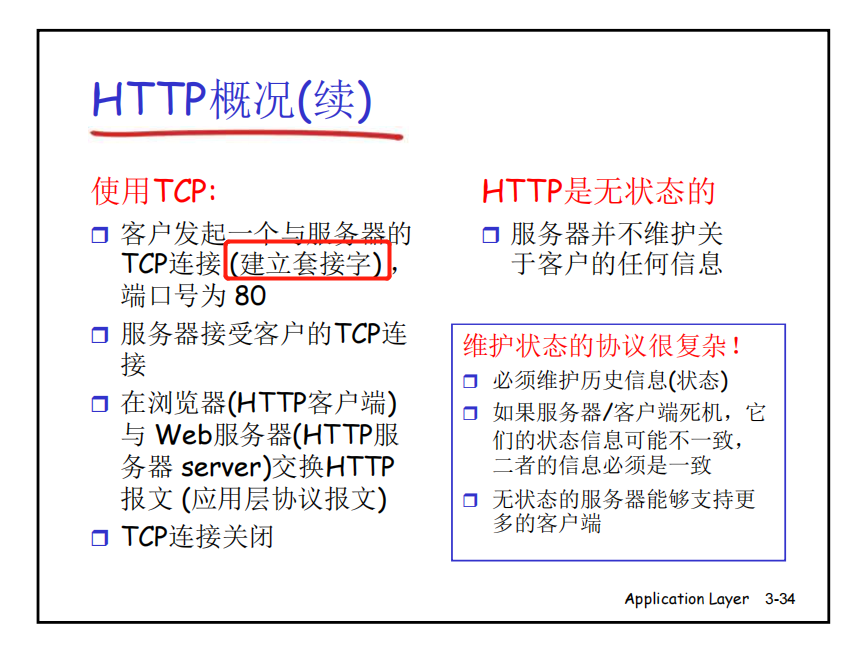 HTTP概况(续)
使用TCP:
客户发起一个与服务器的
TCP连接 (建立套接字) ,
端口号为 80
服务器接受客户的TCP连
接
在浏览器(HTTP客户端)
与 Web服务器(HTTP服
务器 server)交换HTTP
报文 (应用层协议报文)
TCP连接关闭
HTTP是无状态的
服务器并不维护关
于客户的任何信息
维护状态的协议很复杂！
必须维护历史信息(状态)
如果服务器/客户端死机，它
们的状态信息可能不一致，
二者的信息必须是一致
无状态的服务器能够支持更
多的客户端
Application Layer 3-34